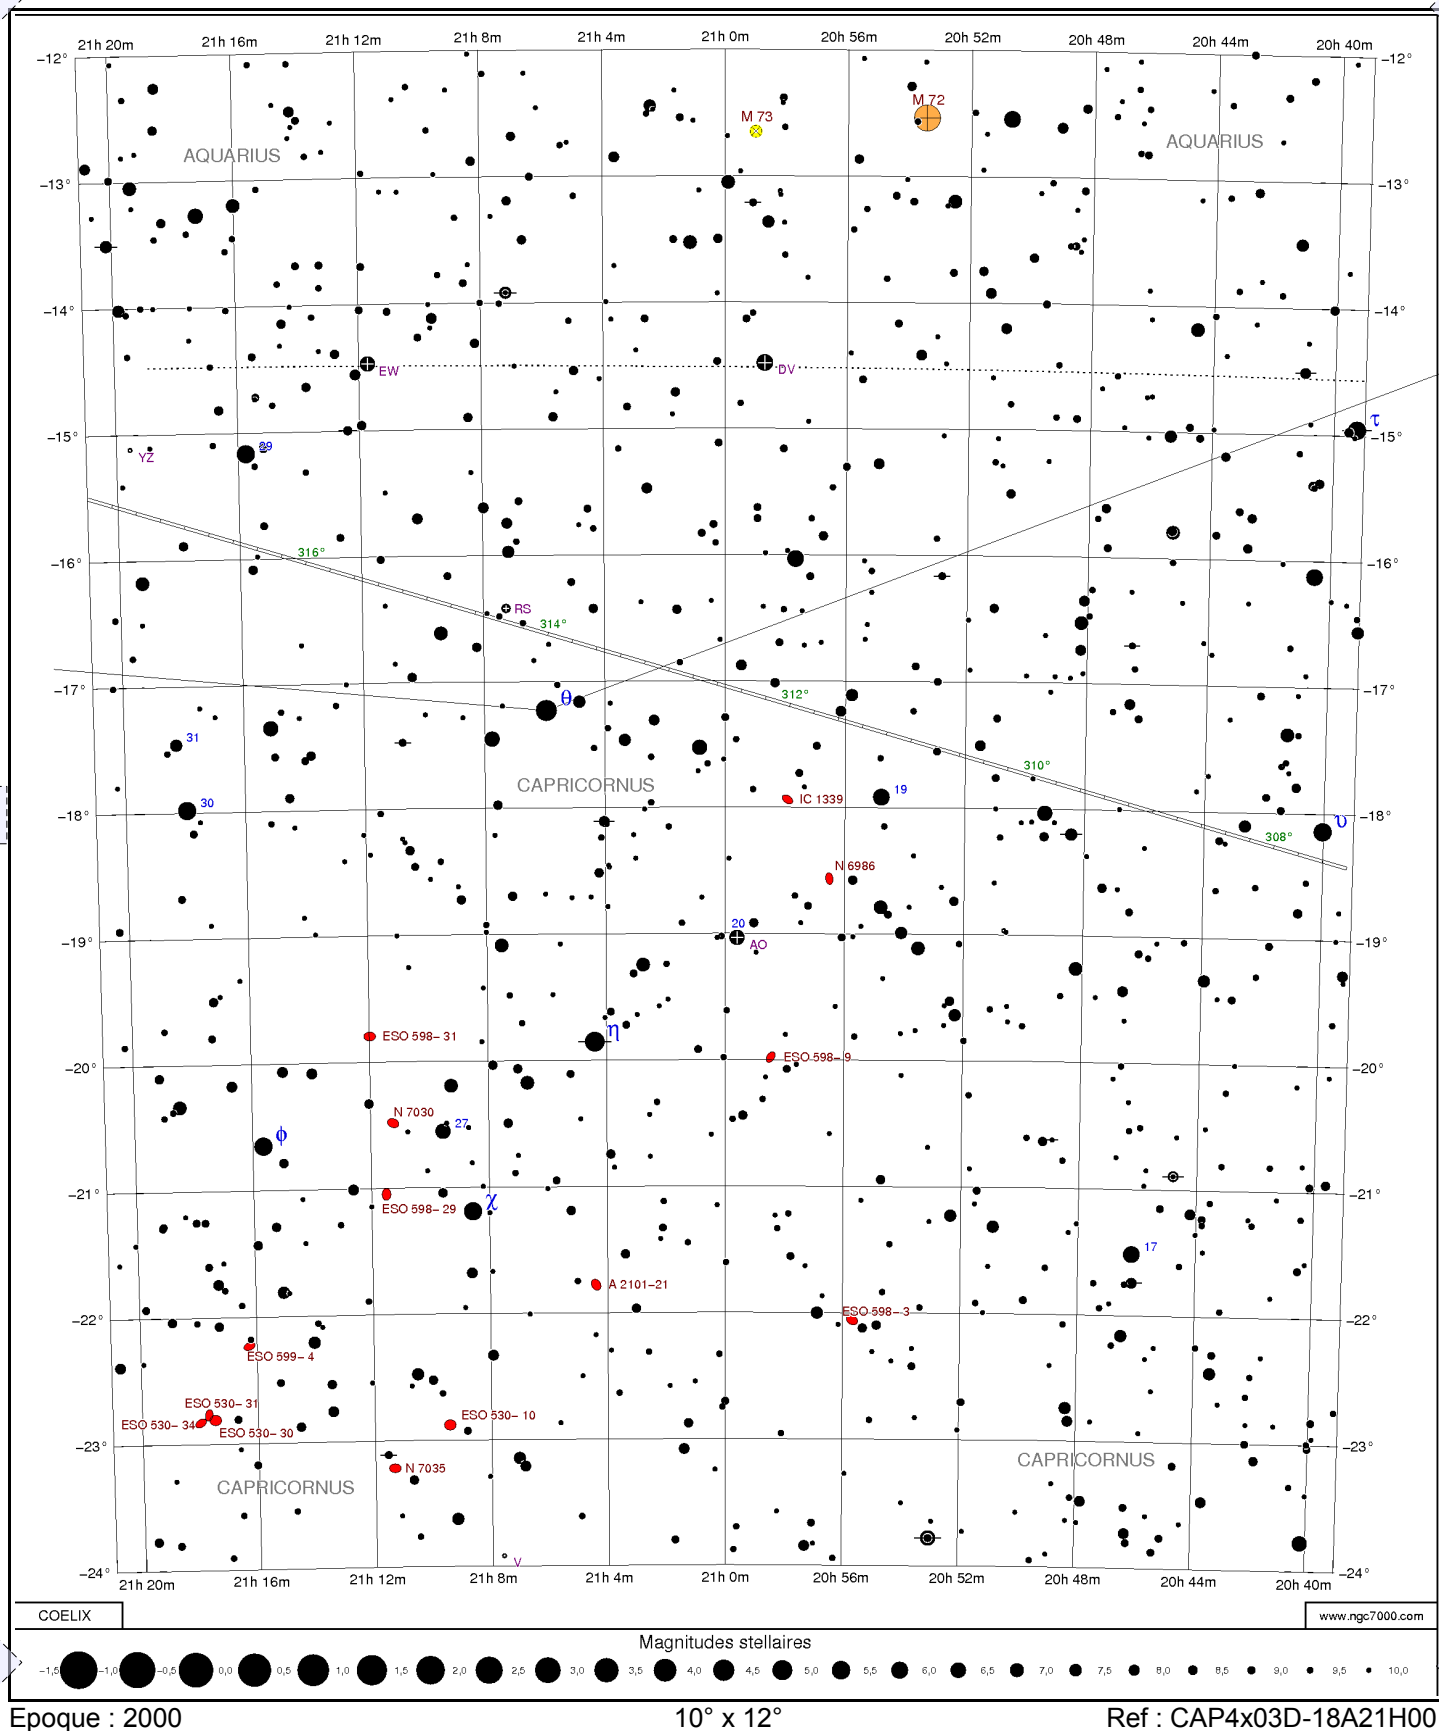 21h 20m 21h 16m 21h 12m 21h 8m 21h 4m 21h 0m 20h 56m 20h 52m 20h 48m 20h 44m 20h 40m
-12° -12°
M 72
M 73
AQUARIUS AQUARIUS
-13° -13°
-14° -14°
EW DV
τ
-15° 89 -15°
YZ
316°
-16° -16°
RS
314°
-17° θ 312° -17°
31
310°
CAPRICORNUS
30 IC 1339 19
-18° υ -18°
308°
N 6986
20
-19° AO -19°
η
ESO 598-31
ESO 598-9
-20° -20°
N 7030
27
φ
-21° χ -21°
ESO 598-29
17
A 2101-21
ESO 598-3
-22° -22°
ESO 599-4
ESO 530-31
ESO 530-10
ESO 530-34
ESO 530-30
-23° -23°
CAPRICORNUS
N 7035
CAPRICORNUS
V
-24° -24°
21h 20m 21h 16m 21h 12m 21h 8m 21h 4m 21h 0m 20h 56m 20h 52m 20h 48m 20h 44m 20h 40m
COELIX www.ngc7000.com
Magnitudes stellaires
-1,5 -1,0 -0,5 0,0 0,5 1,0 1,5 2,0 2,5 3,0 3,5 4,0 4,5 5,0 5,5 6,0 6,5 7,0 7,5 8,0 8,5 9,0 9,5 10,0
Epoque : 2000 10° x 12° Ref : CAP4x03D-18A21H00